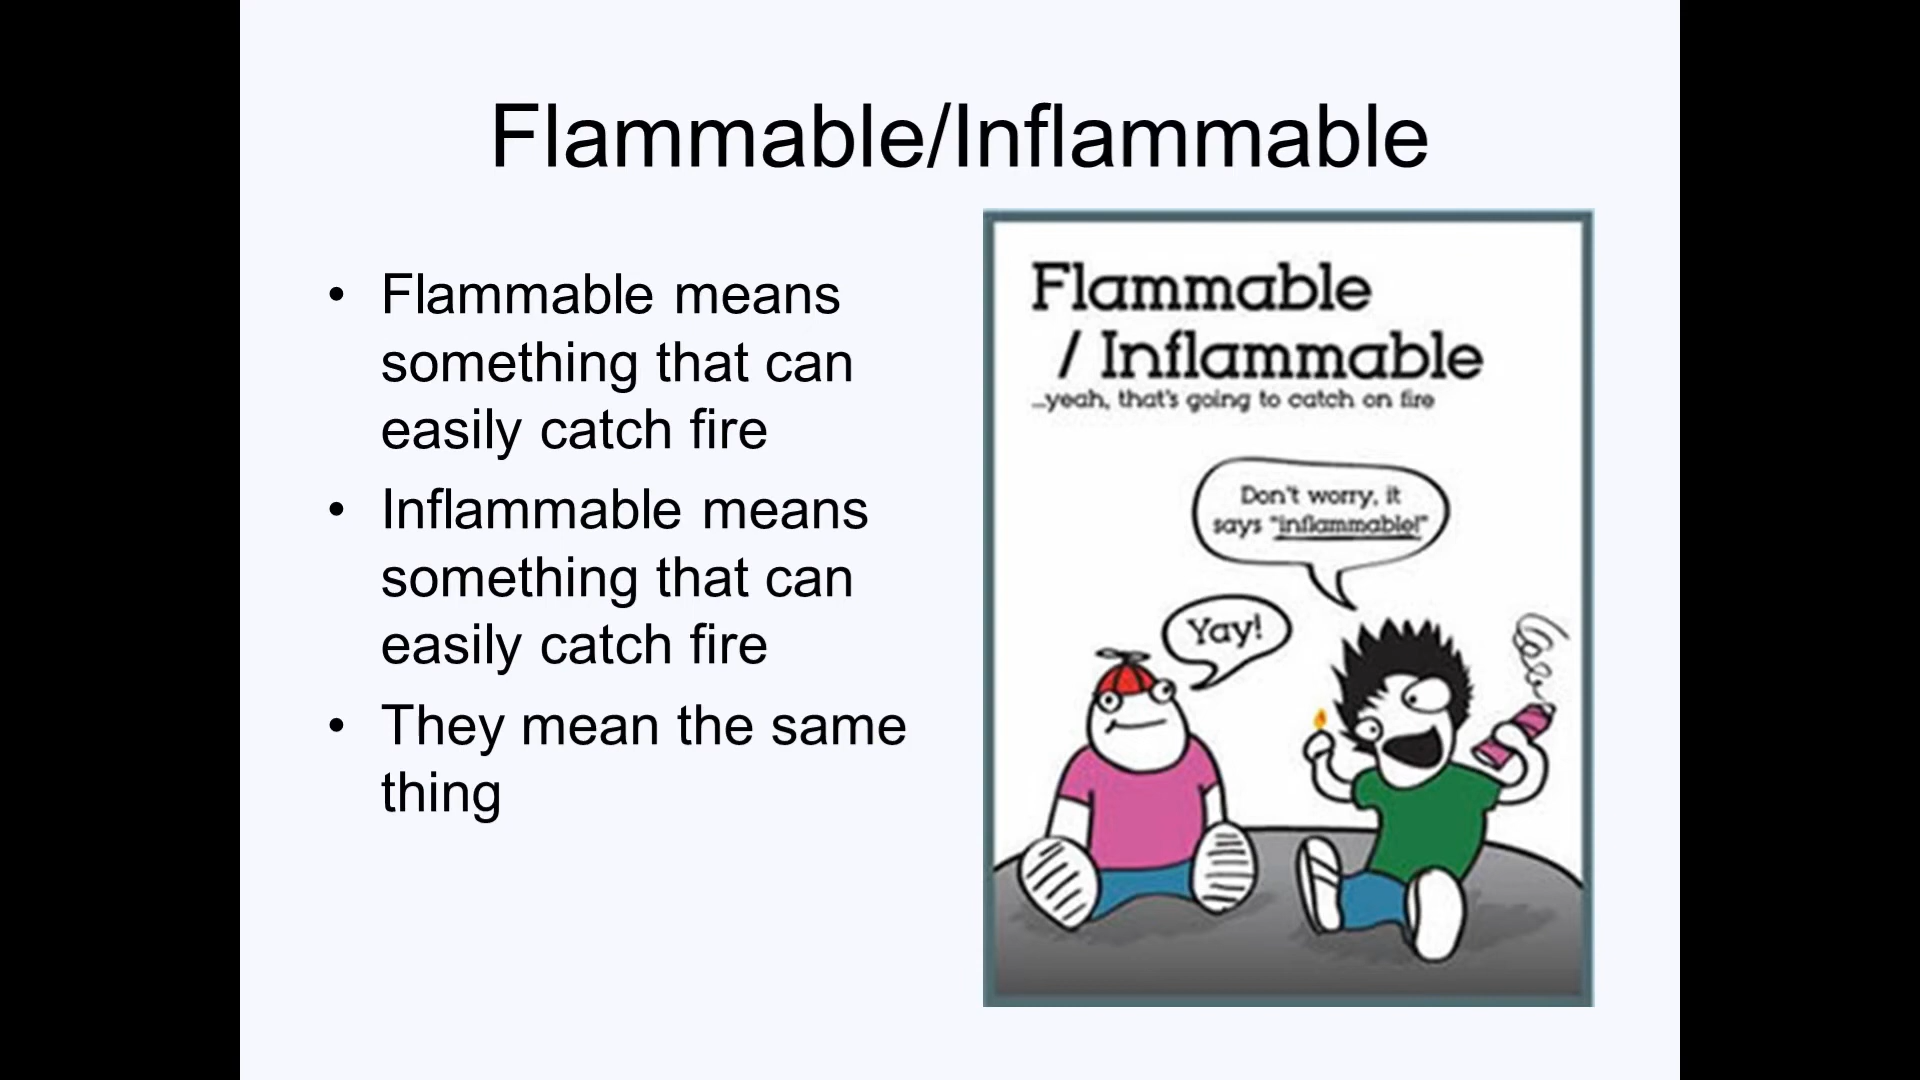 Flammable/Inflammable
• Flammable means
something that can
easily catch fire
• Inflammable means
something that can
easily catch fire
• They mean the same
thing
Flammable
/ Inflammable
...yeah, that's going to catch on fire
Don't worry, it
says "inflammable!"
Yay!